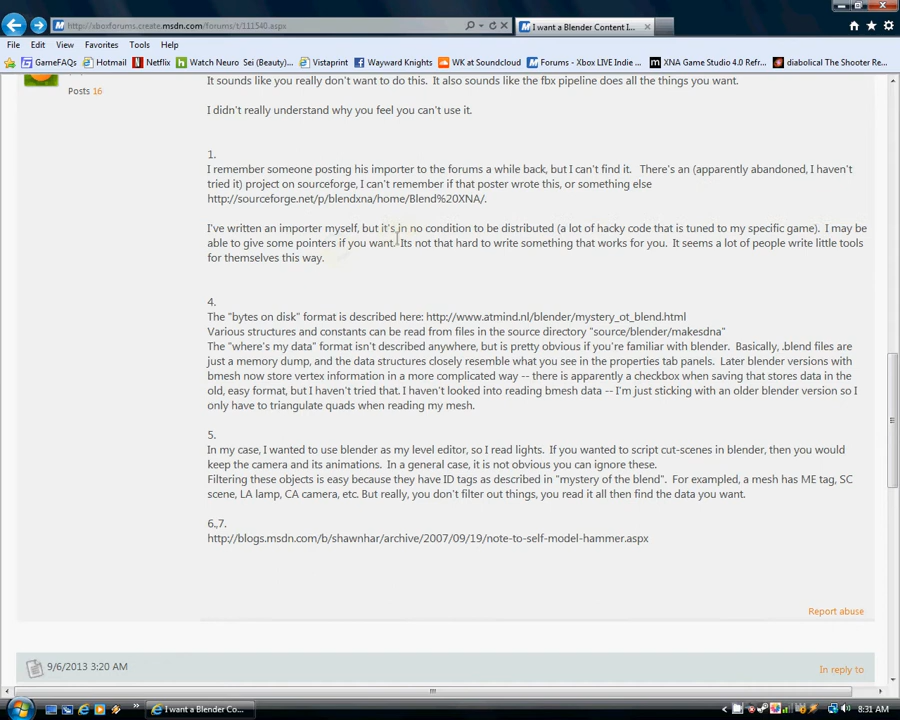 http://xboxforums.create.msdn.com/forums/t/111540.aspx
I want a Blender Content I...
File Edit View Favorites Tools Help
GameFAQs Hotmail Netflix Watch Neuro Sei (Beauty)... Vistaprint Wayward Knights WK at Soundcloud Forums - Xbox LIVE Indie ... XNA Game Studio 4.0 Refr... diabolical The Shooter Re...
It sounds like you really don't want to do this. It also sounds like the fbx pipeline does all the things you want.
Posts 16
I didn't really understand why you feel you can't use it.
1.
I remember someone posting his importer to the forums a while back, but I can't find it. There's an (apparently abandoned, I haven't
tried it) project on sourceforge, I can't remember if that poster wrote this, or something else
http://sourceforge.net/p/blendxna/home/Blend%20XNA/.
I've written an importer myself, but it's in no condition to be distributed (a lot of hacky code that is tuned to my specific game). I may be
able to give some pointers if you want. Its not that hard to write something that works for you. It seems a lot of people write little tools
for themselves this way.
4.
The "bytes on disk" format is described here: http://www.atmind.nl/blender/mystery_ot_blend.html
Various structures and constants can be read from files in the source directory "source/blender/makesdna"
The "where's my data" format isn't described anywhere, but is pretty obvious if you're familiar with blender. Basically, .blend files are
just a memory dump, and the data structures closely resemble what you see in the properties tab panels. Later blender versions with
bmesh now store vertex information in a more complicated way -- there is apparently a checkbox when saving that stores data in the
old, easy format, but I haven't tried that. I haven't looked into reading bmesh data -- I'm just sticking with an older blender version so I
only have to triangulate quads when reading my mesh.
5.
In my case, I wanted to use blender as my level editor, so I read lights. If you wanted to script cut-scenes in blender, then you would
keep the camera and its animations. In a general case, it is not obvious you can ignore these.
Filtering these objects is easy because they have ID tags as described in "mystery of the blend". For exampled, a mesh has ME tag, SC
scene, LA lamp, CA camera, etc. But really, you don't filter out things, you read it all then find the data you want.
6.,7.
http://blogs.msdn.com/b/shawnhar/archive/2007/09/19/note-to-self-model-hammer.aspx
Report abuse
9/6/2013 3:20 AM
In reply to
I want a Blender Co...
8:31 AM